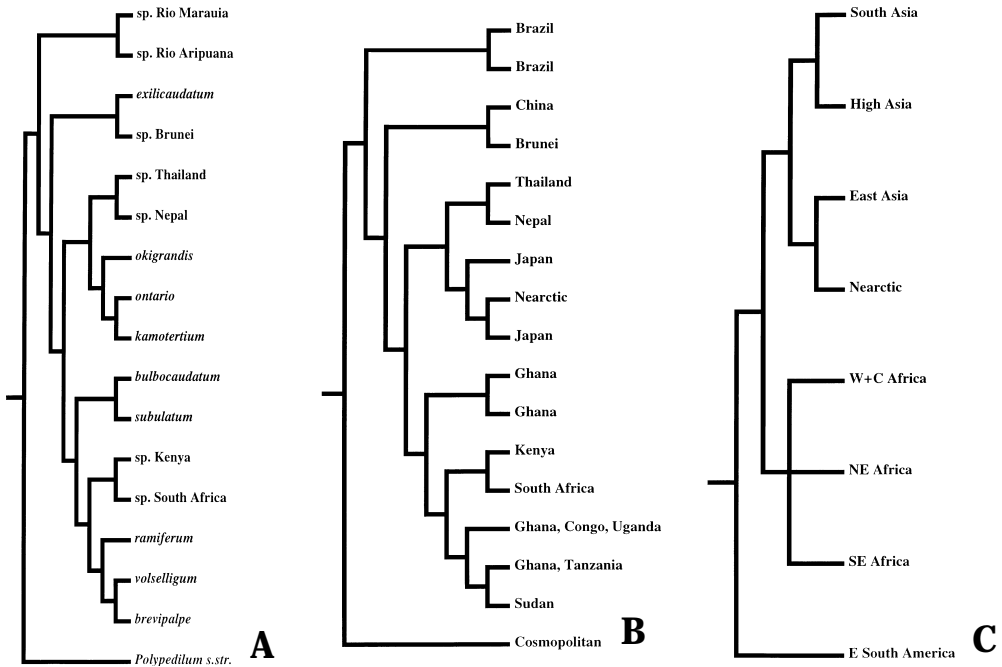 sp. Rio Marauia
sp. Rio Aripuana
exilicaudatum
sp. Brunei
sp. Thailand
sp. Nepal
okigrandis
ontario
kamotertium
bulbocaudatum
subulatum
sp. Kenya
sp. South Africa
ramiferum
volselligum
brevipalpe
Polypedilum s.str.
A
Brazil
Brazil
China
Brunei
Thailand
Nepal
Japan
Nearctic
Japan
Ghana
Ghana
Kenya
South Africa
Ghana, Congo, Uganda
Ghana, Tanzania
Sudan
Cosmopolitan
B
South Asia
High Asia
East Asia
Nearctic
W+C Africa
NE Africa
SE Africa
E South America
C